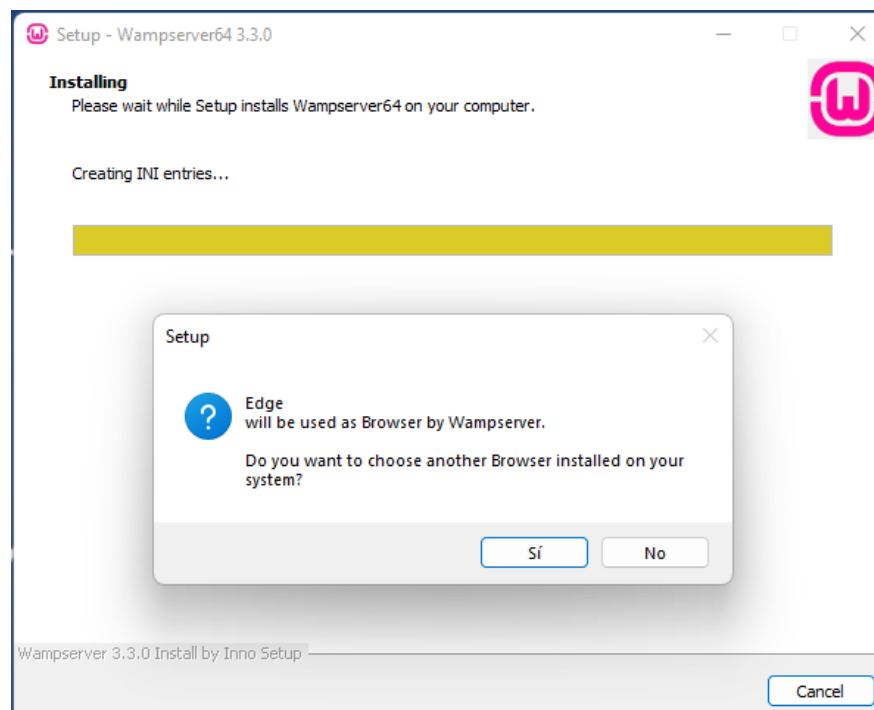 Setup - Wampserver64 3.3.0
Installing
Please wait while Setup installs Wampserver64 on your computer.
Creating INI entries...
Setup
Edge
will be used as Browser by Wampserver.
Do you want to choose another Browser installed on your
system?
Sí
No
Wampserver 3.3.0 Install by Inno Setup
Cancel